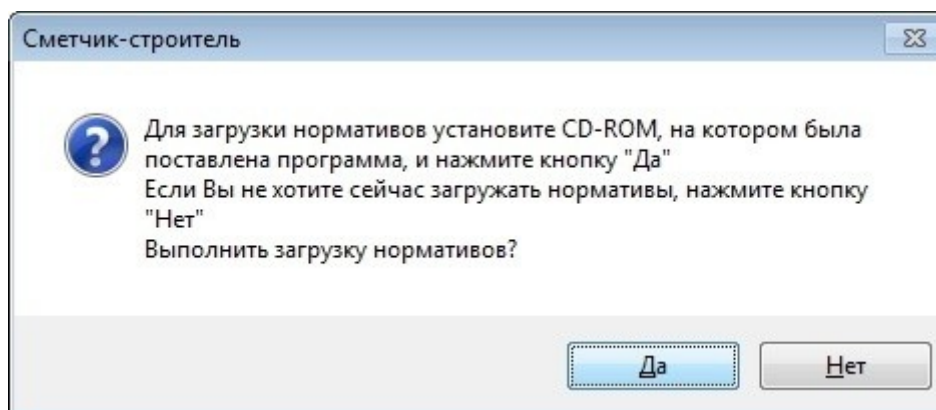 Сметчик-строитель
Для загрузки нормативов установите CD-ROM, на котором была
поставлена программа, и нажмите кнопку "Да"
Если Вы не хотите сейчас загружать нормативы, нажмите кнопку
"Нет"
Выполнить загрузку нормативов?
Да
Нет